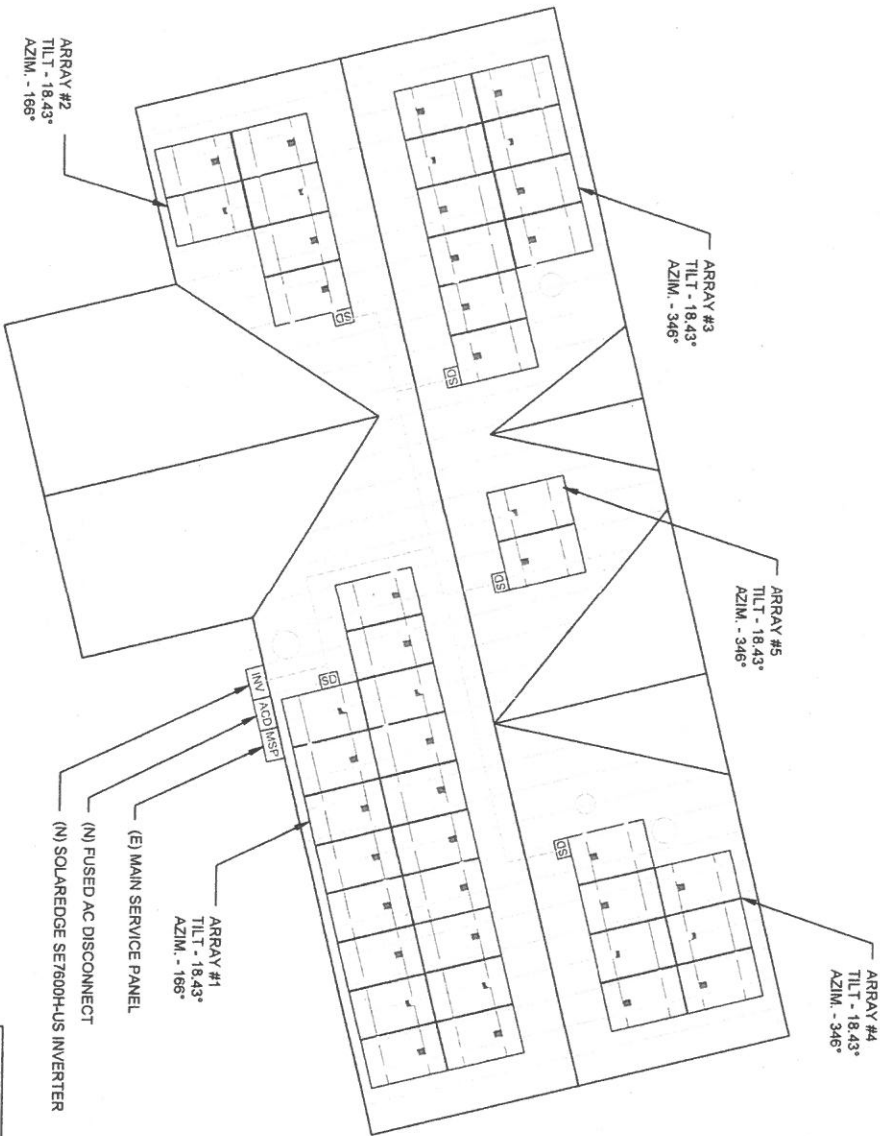 ARRAY #4
TILT - 18.43°
AZIM. - 346°
ARRAY #5
TILT - 18.43°
AZIM. - 346°
ARRAY #3
TILT - 18.43°
AZIM. - 346°
ARRAY #2
TILT - 18.43°
AZIM. - 166°
ARRAY #1
TILT - 18.43°
AZIM. - 166°
(E) MAIN SERVICE PANEL
(N) FUSED AC DISCONNECT
(N) SOLAREDGE SE7600H-US INVERTER
INV ACD MSP
SD
SD
SD
SD
SD